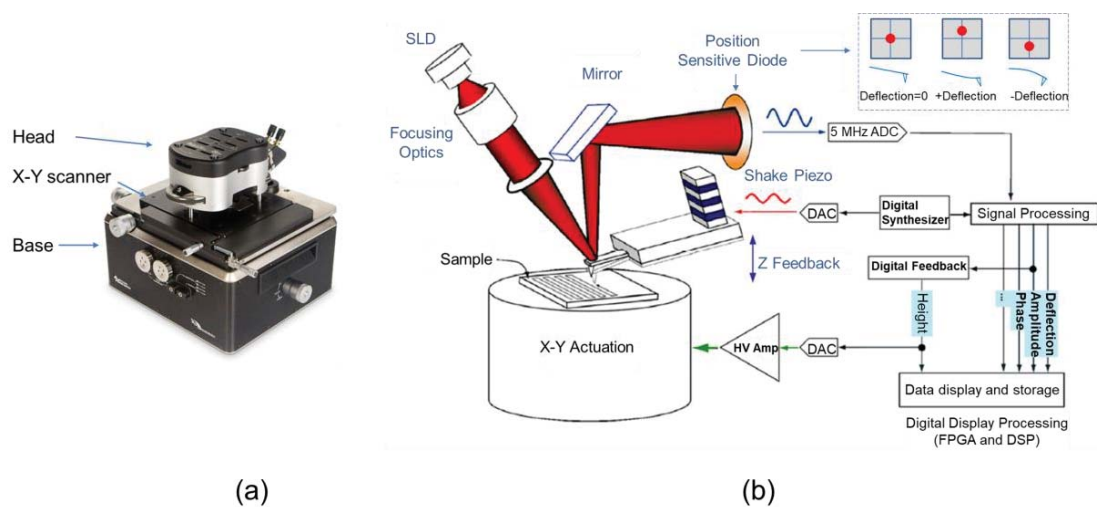 Head
X-Y scanner
Base
(a)
SLD
Focusing
Optics
Mirror
Position
Sensitive Diode
Deflection=0
+Deflection
-Deflection
5 MHz ADC
Shake Piezo
DAC
Digital
Synthesizer
Signal Processing
Sample
Z Feedback
Digital Feedback
Height
...
Phase
Amplitude
Deflection
X-Y Actuation
HV Amp
DAC
Data display and storage
Digital Display Processing
(FPGA and DSP)
(b)